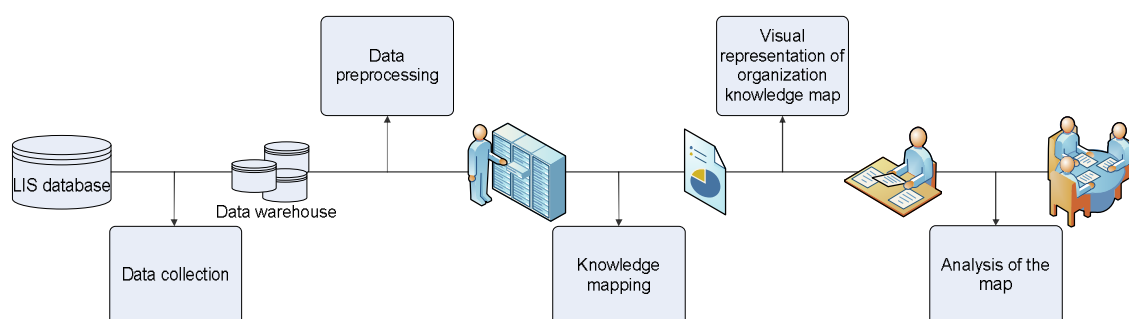 LIS database
Data collection
Data warehouse
Data
preprocessing
Knowledge
mapping
Visual
representation of
organization
knowledge map
Analysis of the
map